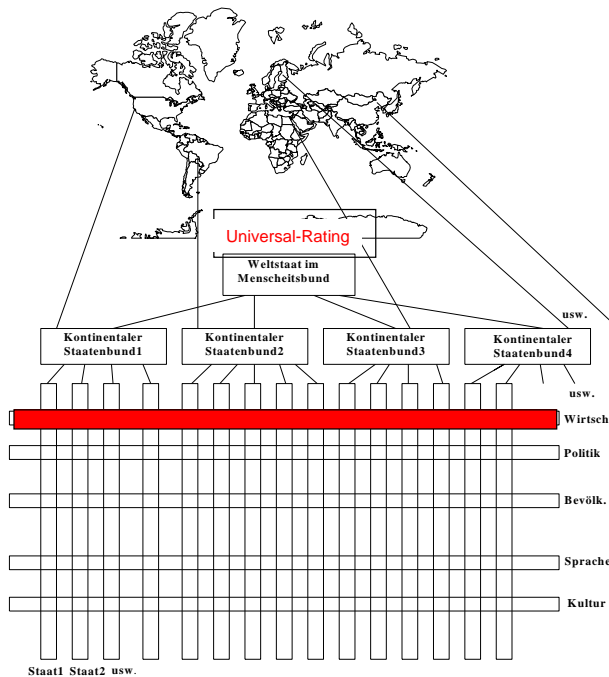 Universal-Rating
Weltstaat im
Menscheitsbund
usw.
Kontinentaler
Staatenbund1
Kontinentaler
Staatenbund2
Kontinentaler
Staatenbund3
Kontinentaler
Staatenbund4
usw.
Wirtsch
Politik
Bevölk.
Sprache
Kultur
Staat1 Staat2 usw.